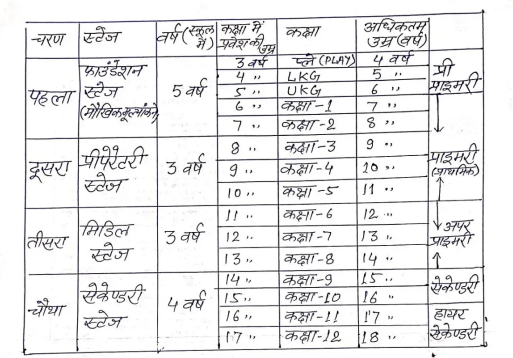 चरण | स्टेज | वर्ष (स्कूल में) | कक्षा में प्रवेश की उम्र | कक्षा | अधिकतम उम्र (वर्ष)
पहला | फाउंडेशन स्टेज (मौखिक मूल्यांकन) | 5 वर्ष | 3 वर्ष | प्ले (PLAY) | 4 वर्ष | प्री प्राइमरी
4 ,, | LKG | 5 ,,
5 ,, | UKG | 6 ,,
6 ,, | कक्षा-1 | 7 ,,
7 ,, | कक्षा-2 | 8 ,,
दूसरा | प्रीपेरेटरी स्टेज | 3 वर्ष | 8 ,, | कक्षा-3 | 9 ,, | प्राइमरी (प्राथमिक)
9 ,, | कक्षा-4 | 10 ,,
10 ,, | कक्षा-5 | 11 ,,
तीसरा | मिडिल स्टेज | 3 वर्ष | 11 ,, | कक्षा-6 | 12 ,, | अपर प्राइमरी
12 ,, | कक्षा-7 | 13 ,,
13 ,, | कक्षा-8 | 14 ,,
चौथा | सेकेण्डरी स्टेज | 4 वर्ष | 14 ,, | कक्षा-9 | 15 ,, | सेकेण्डरी
15 ,, | कक्षा-10 | 16 ,,
16 ,, | कक्षा-11 | 17 ,, | हायर सेकेण्डरी
17 ,, | कक्षा-12 | 18 ,,